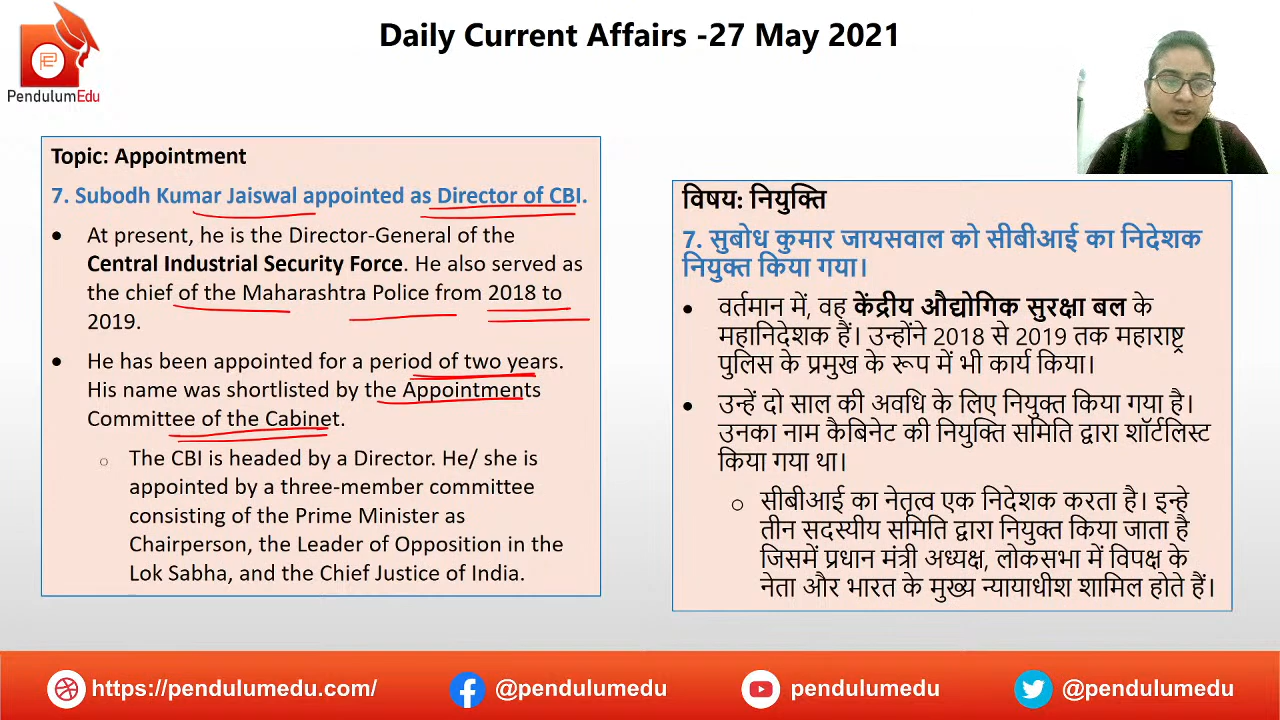 Daily Current Affairs -27 May 2021
PendulumEdu
Topic: Appointment
7. Subodh Kumar Jaiswal appointed as Director of CBI.
• At present, he is the Director-General of the
Central Industrial Security Force. He also served as
the chief of the Maharashtra Police from 2018 to
2019.
• He has been appointed for a period of two years.
His name was shortlisted by the Appointments
Committee of the Cabinet.
○ The CBI is headed by a Director. He/ she is
appointed by a three-member committee
consisting of the Prime Minister as
Chairperson, the Leader of Opposition in the
Lok Sabha, and the Chief Justice of India.
विषय: नियुक्ति
7. सुबोध कुमार जायसवाल को सीबीआई का निदेशक
नियुक्त किया गया।
• वर्तमान में, वह केंद्रीय औद्योगिक सुरक्षा बल के
महानिदेशक हैं। उन्होंने 2018 से 2019 तक महाराष्ट्र
पुलिस के प्रमुख के रूप में भी कार्य किया।
• उन्हें दो साल की अवधि के लिए नियुक्त किया गया है।
उनका नाम कैबिनेट की नियुक्ति समिति द्वारा शॉर्टलिस्ट
किया गया था।
○ सीबीआई का नेतृत्व एक निदेशक करता है। इन्हे
तीन सदस्यीय समिति द्वारा नियुक्त किया जाता है
जिसमें प्रधान मंत्री अध्यक्ष, लोकसभा में विपक्ष के
नेता और भारत के मुख्य न्यायाधीश शामिल होते हैं।
https://pendulumedu.com/
@pendulumedu
pendulumedu
@pendulumedu